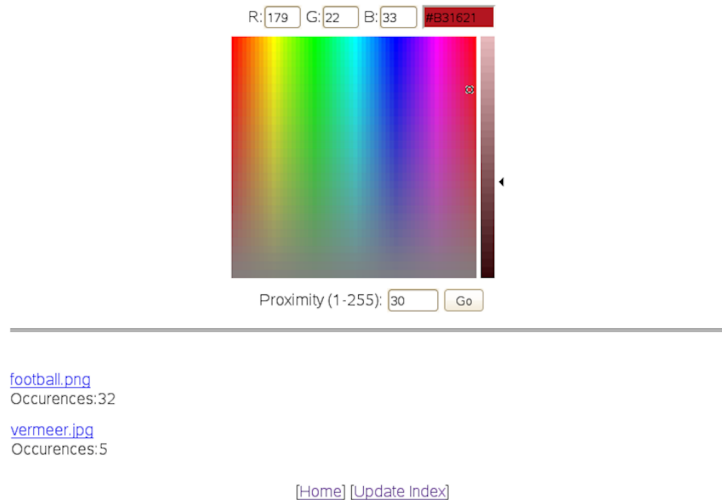 R: 179 G: 22 B: 33 #B31621
Proximity (1-255): 30 Go
football.png
Occurences:32
vermeer.jpg
Occurences:5
[Home] [Update Index]